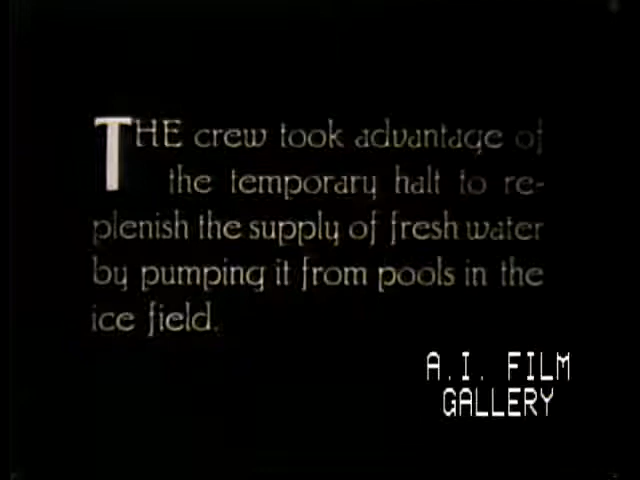 THE crew took advantage of
the temporary halt to re-
plenish the supply of fresh water
by pumping it from pools in the
ice field.
A.I. FILM
GALLERY